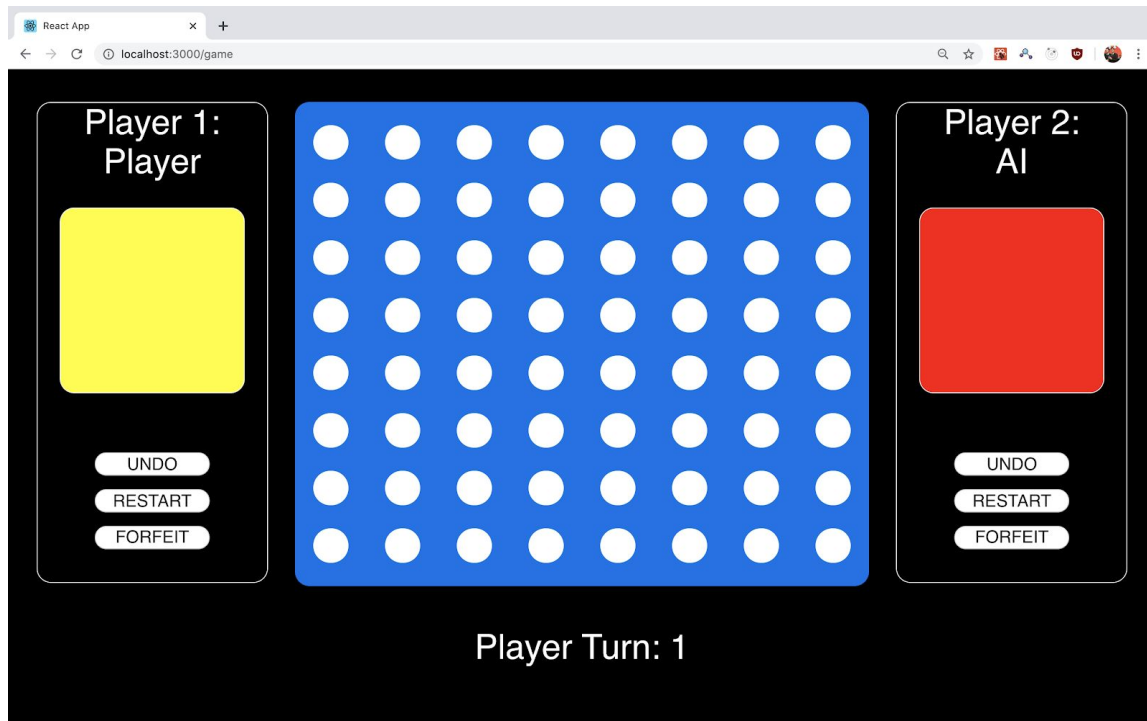 React App
localhost:3000/game
Player 1:
Player
UNDO
RESTART
FORFEIT
Player 2:
AI
UNDO
RESTART
FORFEIT
Player Turn: 1